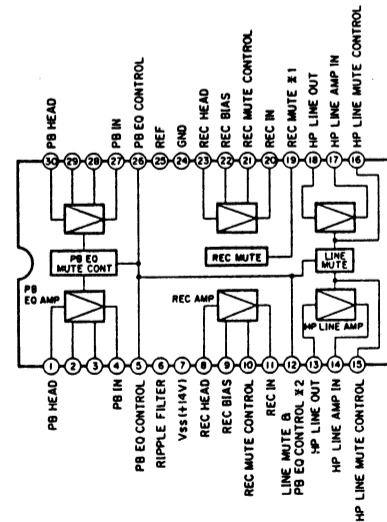 30 PB HEAD
29
28
27 PB IN
26 PB EQ CONTROL
25 REF
24 GND
23 REC HEAD
22 REC BIAS
21 REC MUTE CONTROL
20 REC IN
19 REC MUTE ※1
18 HP LINE OUT
17 HP LINE AMP IN
16 HP LINE MUTE CONTROL
PB EQ
MUTE CONT
REC MUTE
LINE
MUTE
PB
EQ AMP
REC AMP
HP LINE AMP
1 PB HEAD
2
3
4 PB IN
5 PB EQ CONTROL
6 RIPPLE FILTER
7 Vss(+14V)
8 REC HEAD
9 REC BIAS
10 REC MUTE CONTROL
11 REC IN
12 LINE MUTE &
PB EQ CONTROL ※2
13 HP LINE OUT
14 HP LINE AMP IN
15 HP LINE MUTE CONTROL